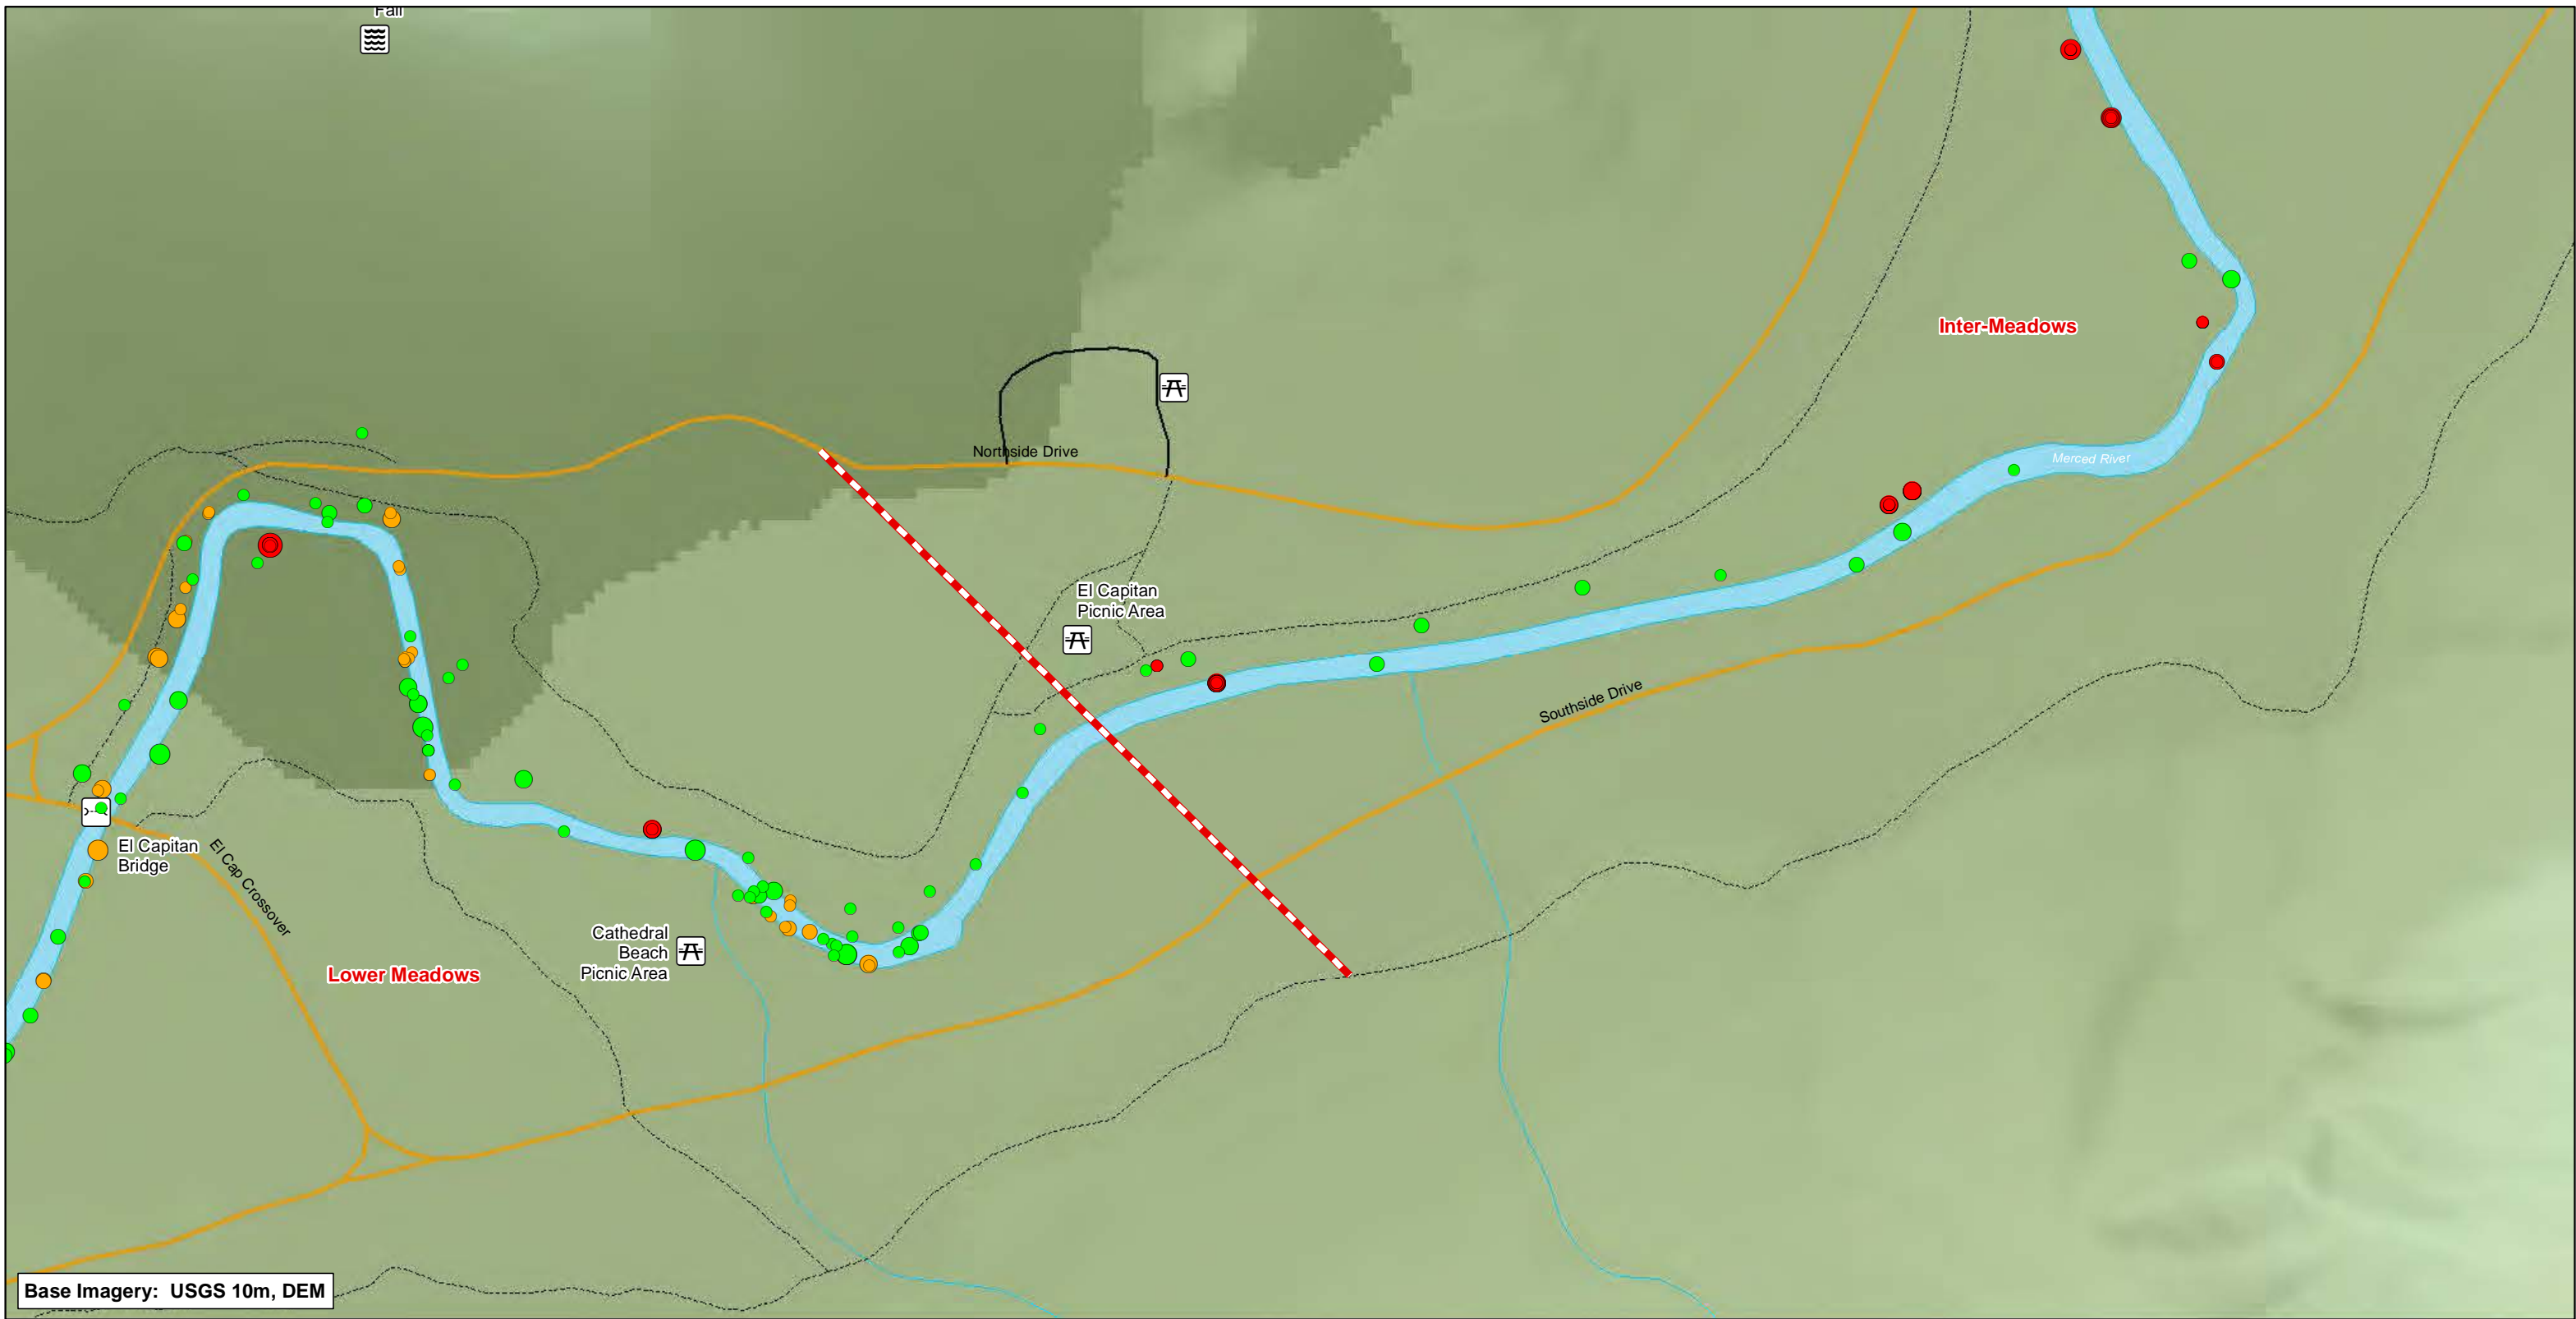 Fall
Inter-Meadows
Northside Drive
Merced River
El Capitan
Picnic Area
Southside Drive
El Capitan
Bridge
El Cap Crossover
Cathedral
Beach
Picnic Area
Lower Meadows
Base Imagery: USGS 10m, DEM